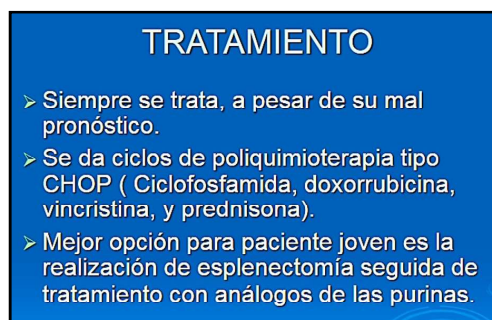 TRATAMIENTO
➢ Siempre se trata, a pesar de su mal
pronóstico.
➢ Se da ciclos de poliquimioterapia tipo
CHOP ( Ciclofosfamida, doxorrubicina,
vincristina, y prednisona).
➢ Mejor opción para paciente joven es la
realización de esplenectomía seguida de
tratamiento con análogos de las purinas.